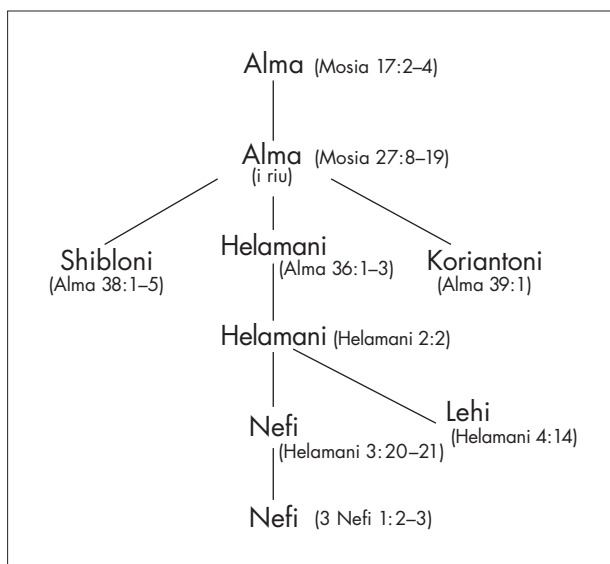 Alma (Mosia 17:2–4)
Alma (Mosia 27:8–19)
(i riu)
Shibloni
(Alma 38:1–5)
Helamani
(Alma 36:1–3)
Koriantoni
(Alma 39:1)
Helamani (Helamani 2:2)
Nefi
(Helamani 3:20–21)
Lehi
(Helamani 4:14)
Nefi (3 Nefi 1:2–3)